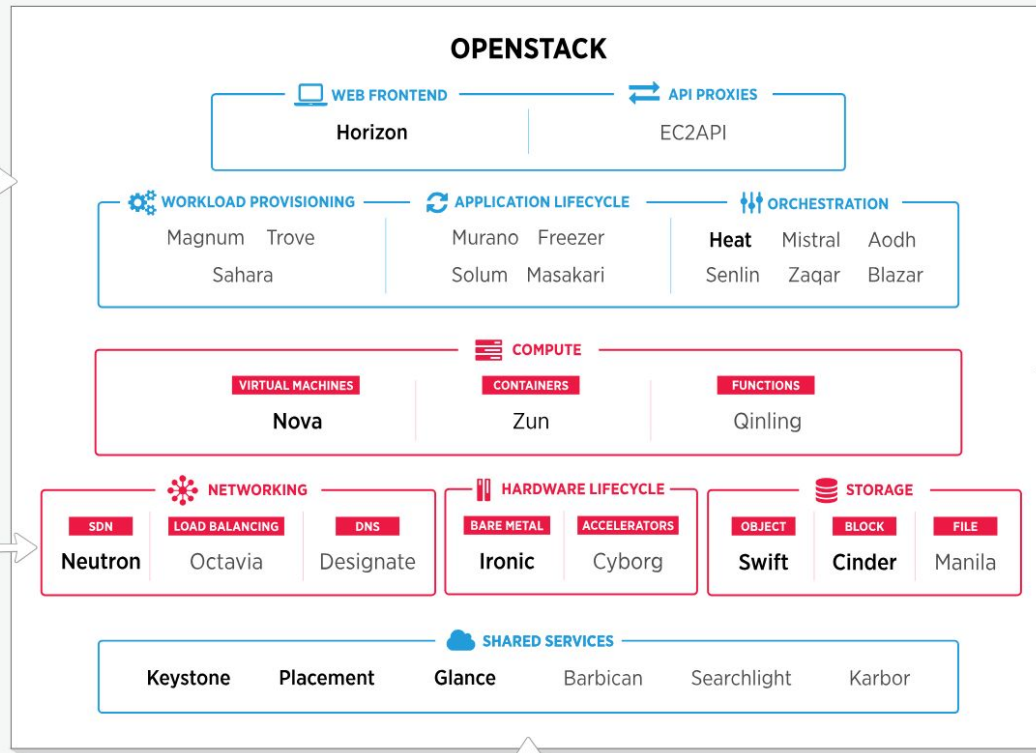 OPENSTACK
WEB FRONTEND API PROXIES
Horizon EC2API
WORKLOAD PROVISIONING APPLICATION LIFECYCLE ORCHESTRATION
Magnum Trove Murano Freezer Heat Mistral Aodh
Sahara Solum Masakari Senlin Zaqar Blazar
COMPUTE
VIRTUAL MACHINES CONTAINERS FUNCTIONS
Nova Zun Qinling
NETWORKING HARDWARE LIFECYCLE STORAGE
SDN LOAD BALANCING DNS BARE METAL ACCELERATORS OBJECT BLOCK FILE
Neutron Octavia Designate Ironic Cyborg Swift Cinder Manila
SHARED SERVICES
Keystone Placement Glance Barbican Searchlight Karbor